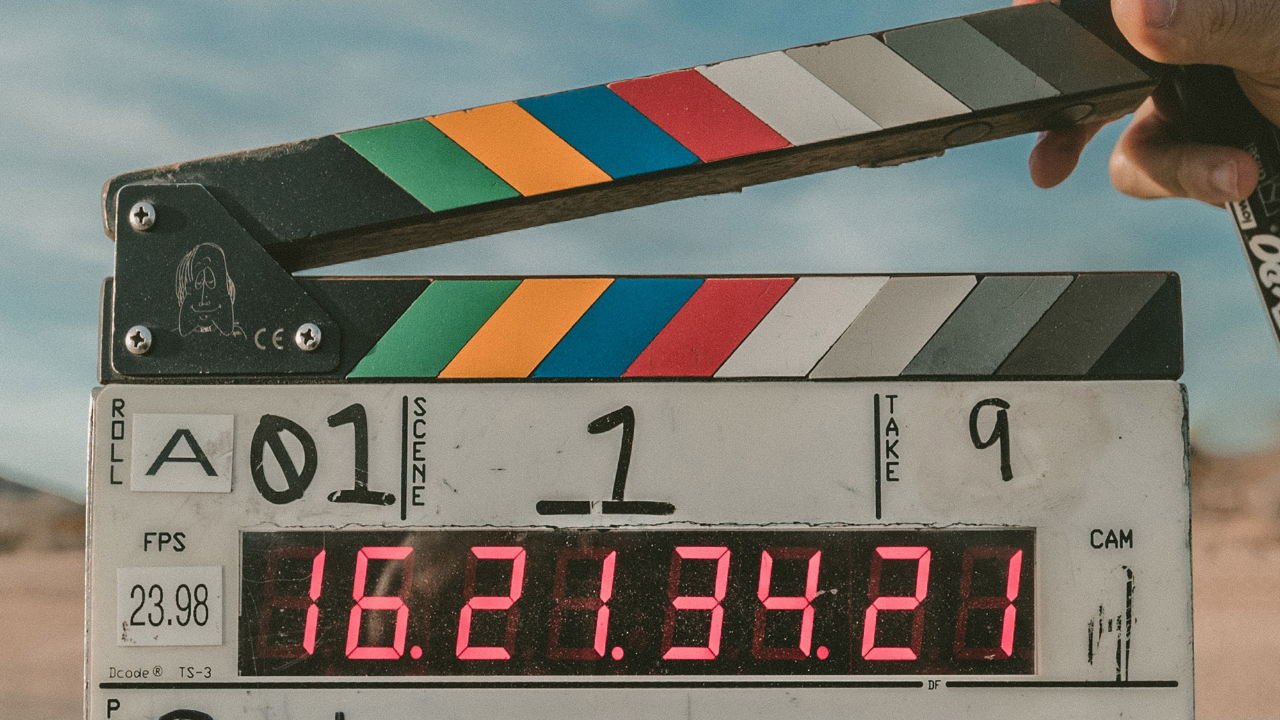 CE
ROLL A 01 SCENE 1 TAKE 9
FPS CAM
23.98 16.21.34.21
Dcode® TS-3
DF
P